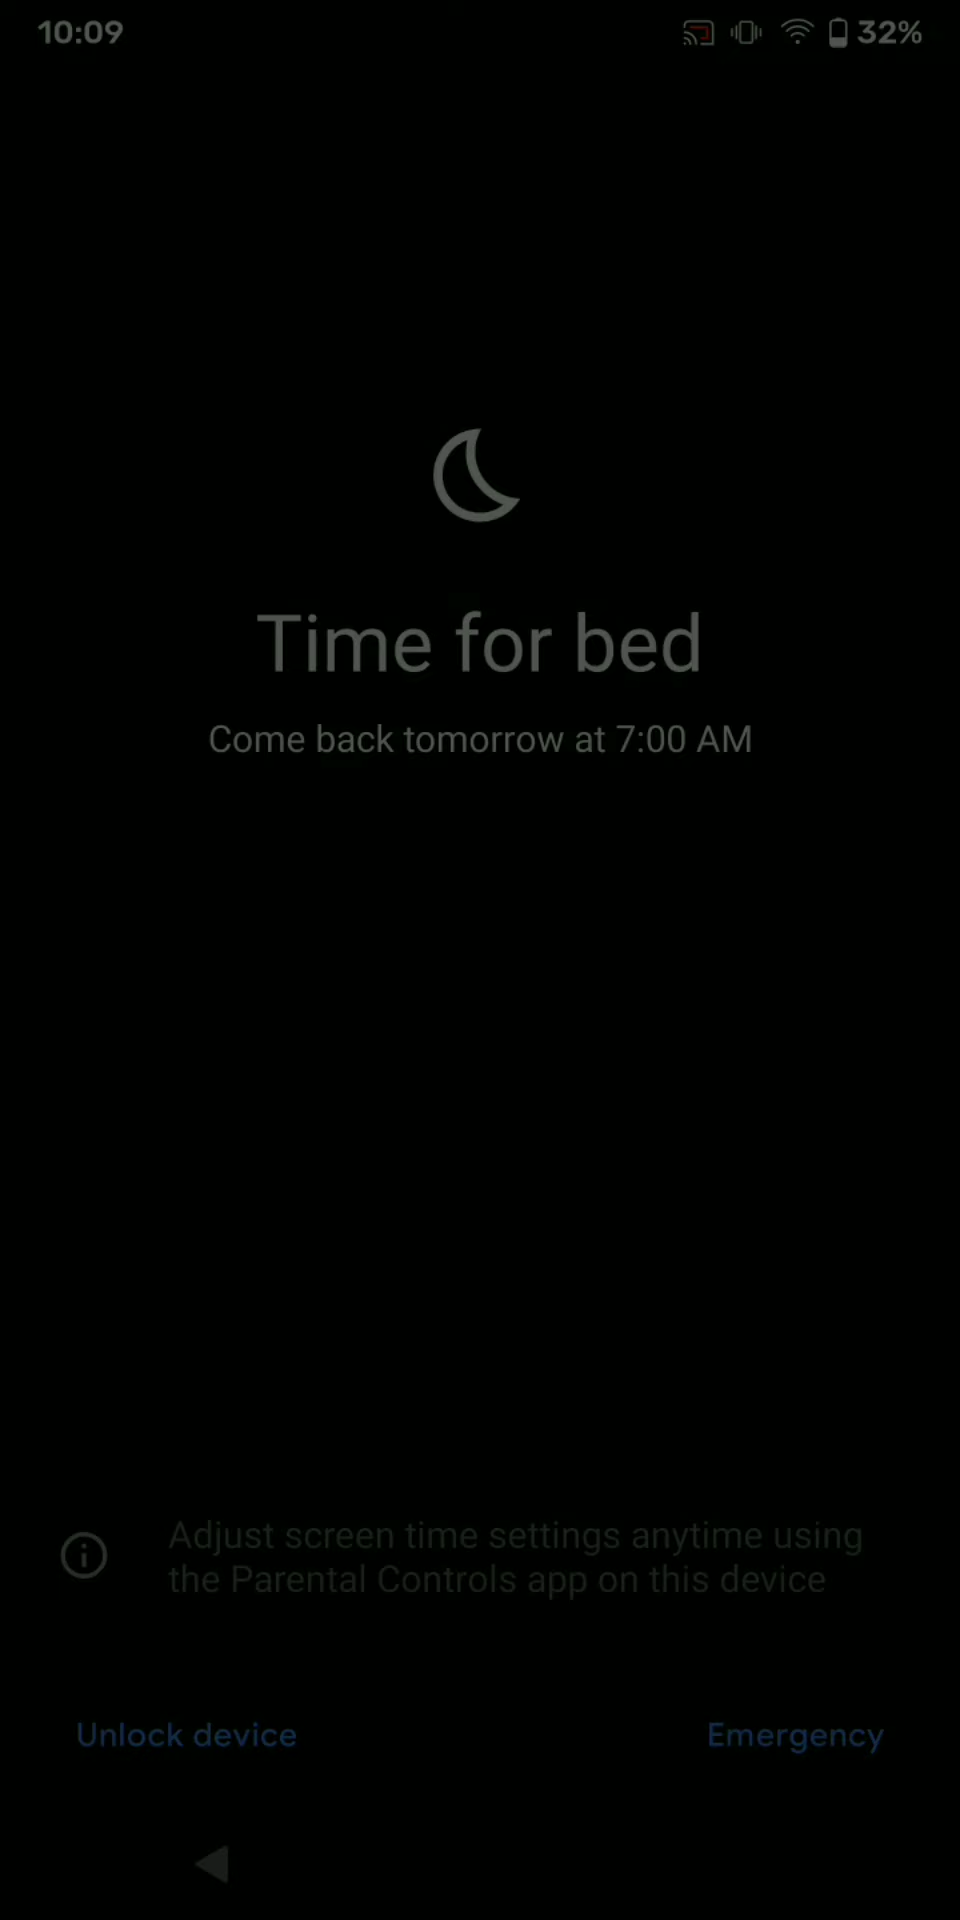 10:09
32%
Time for bed
Come back tomorrow at 7:00 AM
Adjust screen time settings anytime using
the Parental Controls app on this device
Unlock device
Emergency